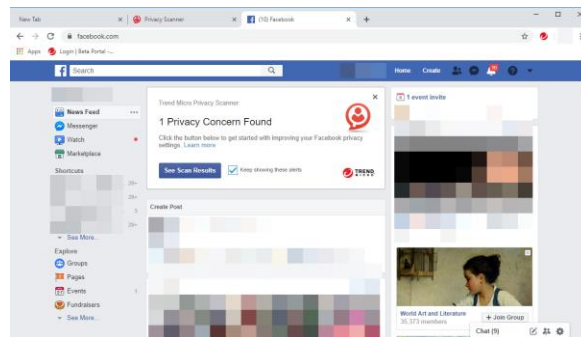 New Tab
Privacy Scanner
(10) Facebook
facebook.com
Apps
Login | Beta Portal -...
Search
Home
Create
News Feed
Messenger
Watch
Marketplace
Shortcuts
See More...
Explore
Groups
Pages
Events
Fundraisers
See More...
Trend Micro Privacy Scanner
1 Privacy Concern Found
Click the button below to get started with improving your Facebook privacy
settings. Learn more
See Scan Results
Keep showing these alerts
TREND
MICRO
Create Post
1 event invite
World Art and Literature
+ Join Group
Chat (9)